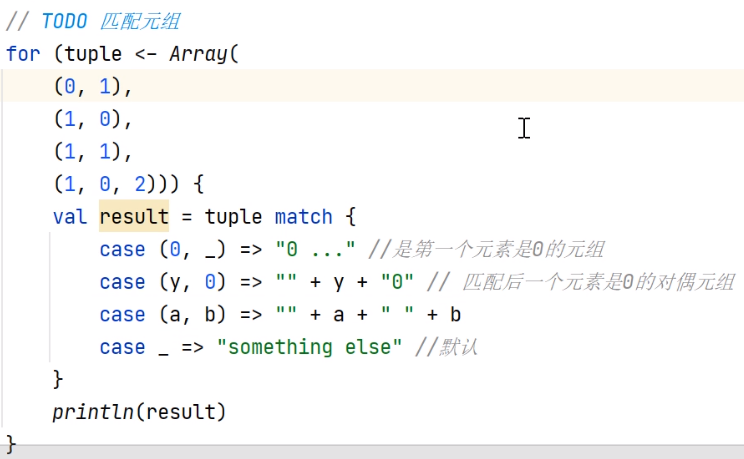 // TODO 匹配元组
for (tuple <- Array(
    (0, 1),
    (1, 0),
    (1, 1),
    (1, 0, 2))) {
    val result = tuple match {
        case (0, _) => "0 ..." //是第一个元素是0的元组
        case (y, 0) => "" + y + "0" // 匹配后一个元素是0的对偶元组
        case (a, b) => "" + a + " " + b
        case _ => "something else" //默认
    }
    println(result)
}